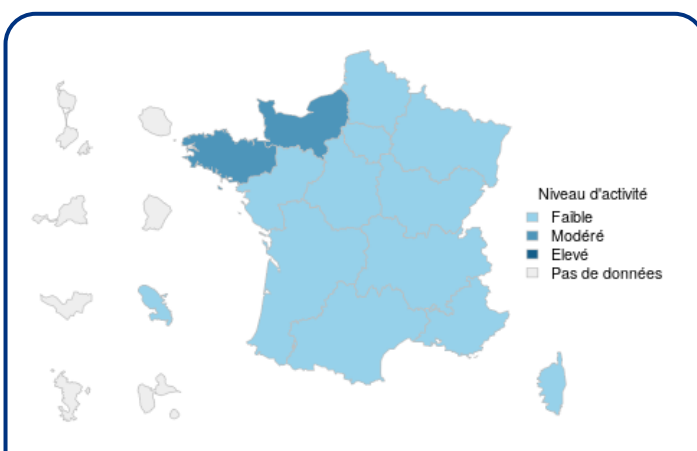 Niveau d'activité
Faible
Modéré
Elevé
Pas de données